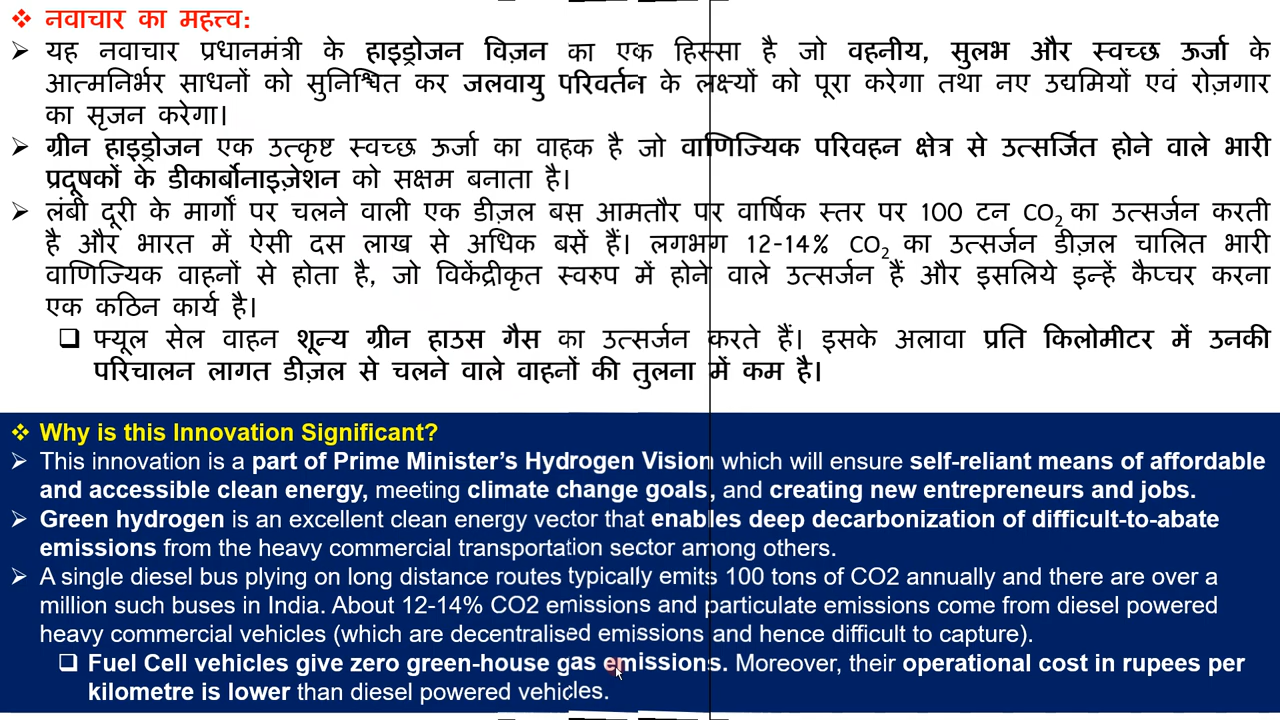 ❖ नवाचार का महत्त्व:
➢ यह नवाचार प्रधानमंत्री के हाइड्रोजन विज़न का एक हिस्सा है जो वहनीय, सुलभ और स्वच्छ ऊर्जा के
आत्मनिर्भर साधनों को सुनिश्चित कर जलवायु परिवर्तन के लक्ष्यों को पूरा करेगा तथा नए उद्यमियों एवं रोज़गार
का सृजन करेगा।
➢ ग्रीन हाइड्रोजन एक उत्कृष्ट स्वच्छ ऊर्जा का वाहक है जो वाणिज्यिक परिवहन क्षेत्र से उत्सर्जित होने वाले भारी
प्रदूषकों के डीकार्बोनाइज़ेशन को सक्षम बनाता है।
➢ लंबी दूरी के मार्गों पर चलने वाली एक डीज़ल बस आमतौर पर वार्षिक स्तर पर 100 टन CO₂ का उत्सर्जन करती
है और भारत में ऐसी दस लाख से अधिक बसें हैं। लगभग 12-14% CO₂ का उत्सर्जन डीज़ल चालित भारी
वाणिज्यिक वाहनों से होता है, जो विकेंद्रीकृत स्वरुप में होने वाले उत्सर्जन हैं और इसलिये इन्हें कैप्चर करना
एक कठिन कार्य है।
❑ फ्यूल सेल वाहन शून्य ग्रीन हाउस गैस का उत्सर्जन करते हैं। इसके अलावा प्रति किलोमीटर में उनकी
परिचालन लागत डीज़ल से चलने वाले वाहनों की तुलना में कम है।
❖ Why is this Innovation Significant?
➢ This innovation is a part of Prime Minister’s Hydrogen Vision which will ensure self-reliant means of affordable
and accessible clean energy, meeting climate change goals, and creating new entrepreneurs and jobs.
➢ Green hydrogen is an excellent clean energy vector that enables deep decarbonization of difficult-to-abate
emissions from the heavy commercial transportation sector among others.
➢ A single diesel bus plying on long distance routes typically emits 100 tons of CO2 annually and there are over a
million such buses in India. About 12-14% CO2 emissions and particulate emissions come from diesel powered
heavy commercial vehicles (which are decentralised emissions and hence difficult to capture).
❑ Fuel Cell vehicles give zero green-house gas emissions. Moreover, their operational cost in rupees per
kilometre is lower than diesel powered vehicles.